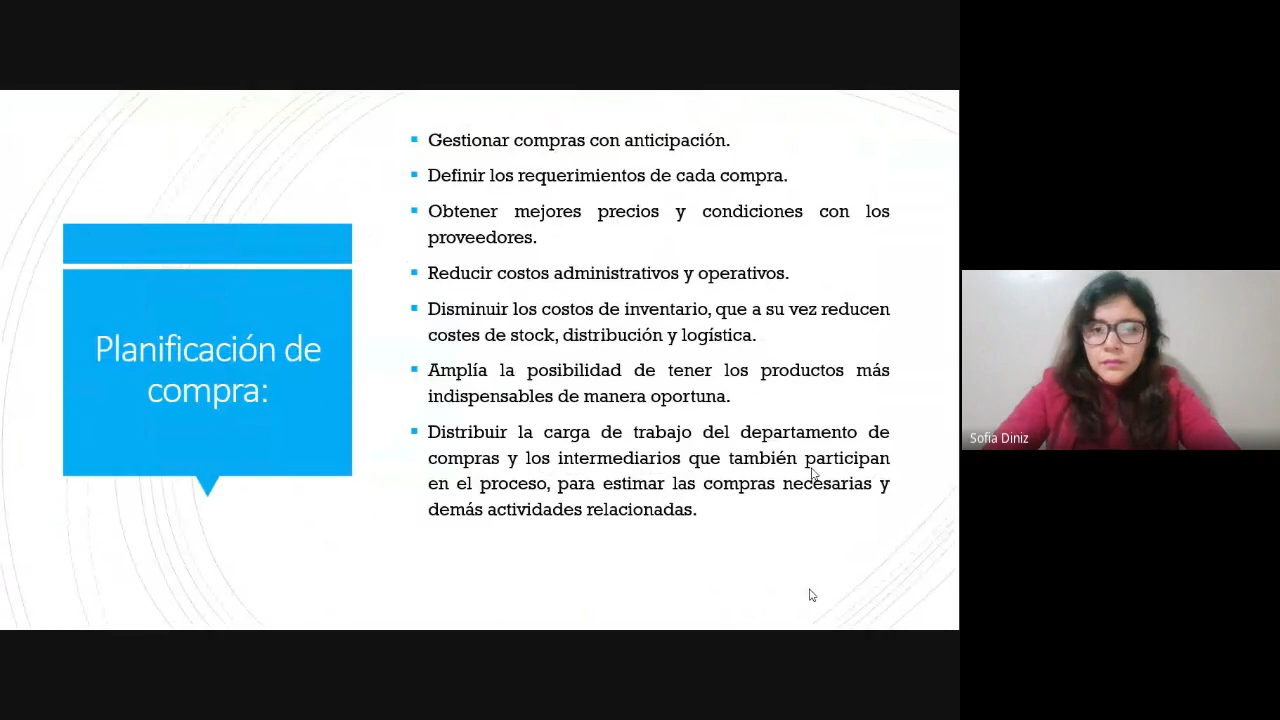 Planificación de
compra:
Gestionar compras con anticipación.
Definir los requerimientos de cada compra.
Obtener mejores precios y condiciones con los
proveedores.
Reducir costos administrativos y operativos.
Disminuir los costos de inventario, que a su vez reducen
costes de stock, distribución y logística.
Amplía la posibilidad de tener los productos más
indispensables de manera oportuna.
Distribuir la carga de trabajo del departamento de
compras y los intermediarios que también participan
en el proceso, para estimar las compras necesarias y
demás actividades relacionadas.
Sofia Diniz